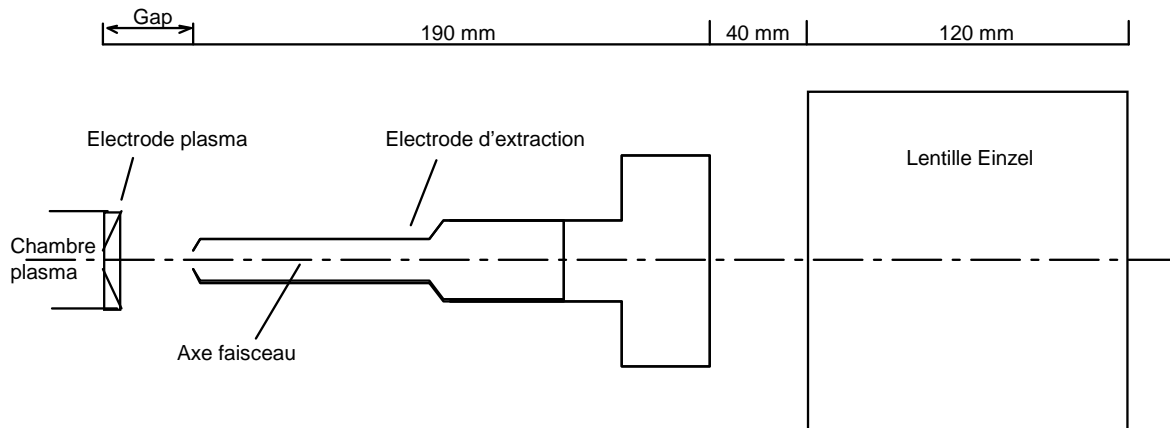 Gap
190 mm
40 mm
120 mm
Electrode plasma
Electrode d'extraction
Lentille Einzel
Chambre
plasma
Axe faisceau